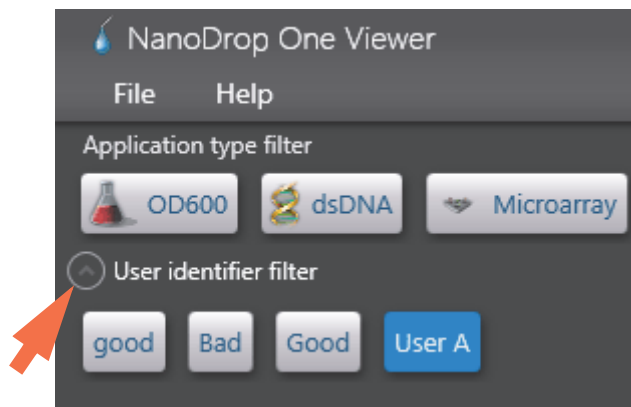 NanoDrop One Viewer
File Help
Application type filter
OD600 dsDNA Microarray
User identifier filter
good Bad Good User A